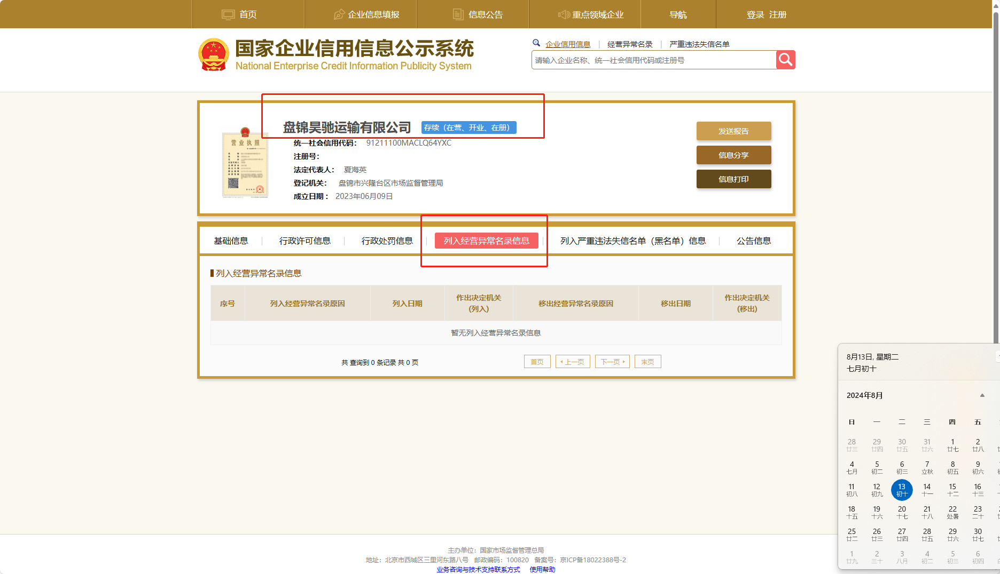 首页 企业信息填报 信息公告 重点领域企业 导航 登录 注册
国家企业信用信息公示系统
National Enterprise Credit Information Publicity System
企业信用信息 | 经营异常名录 | 严重违法失信名单
请输入企业名称、统一社会信用代码或注册号
盘锦昊驰运输有限公司 存续（在营、开业、在册）
营业执照
统一社会信用代码： 91211100MACLQ64YXC
注册号：
法定代表人： 夏海英
登记机关： 盘锦市兴隆台区市场监督管理局
成立日期： 2023年06月09日
发送报告
信息分享
信息打印
基础信息 行政许可信息 行政处罚信息 列入经营异常名录信息 列入严重违法失信名单（黑名单）信息 公告信息
列入经营异常名录信息
序号 列入经营异常名录原因 列入日期 作出决定机关(列入) 移出经营异常名录原因 移出日期 作出决定机关(移出)
暂无列入经营异常名录信息
共 查询到 0 条记录 共 0 页
首页 上一页 下一页 末页
8月13日, 星期二
七月初十
2024年8月
日 一 二 三 四 五
28 29 30 31 1 2
廿三 廿四 廿五 廿六 廿七 廿八
4 5 6 7 8 9
七月 初二 初三 立秋 初五 初六
11 12 13 14 15 16
初八 初九 初十 十一 十二 十三
18 19 20 21 22 23
十五 十六 十七 十八 处暑 二十
25 26 27 28 29 30
廿二 廿三 廿四 廿五 廿六 廿七
1 2 3 4 5 6
廿九 三十 八月 初二 初三 初四
主办单位：国家市场监督管理总局
地址：北京市西城区三里河东路八号 邮政编码：100820 备案号：京ICP备18022388号-2
业务咨询与技术支持联系方式 使用帮助